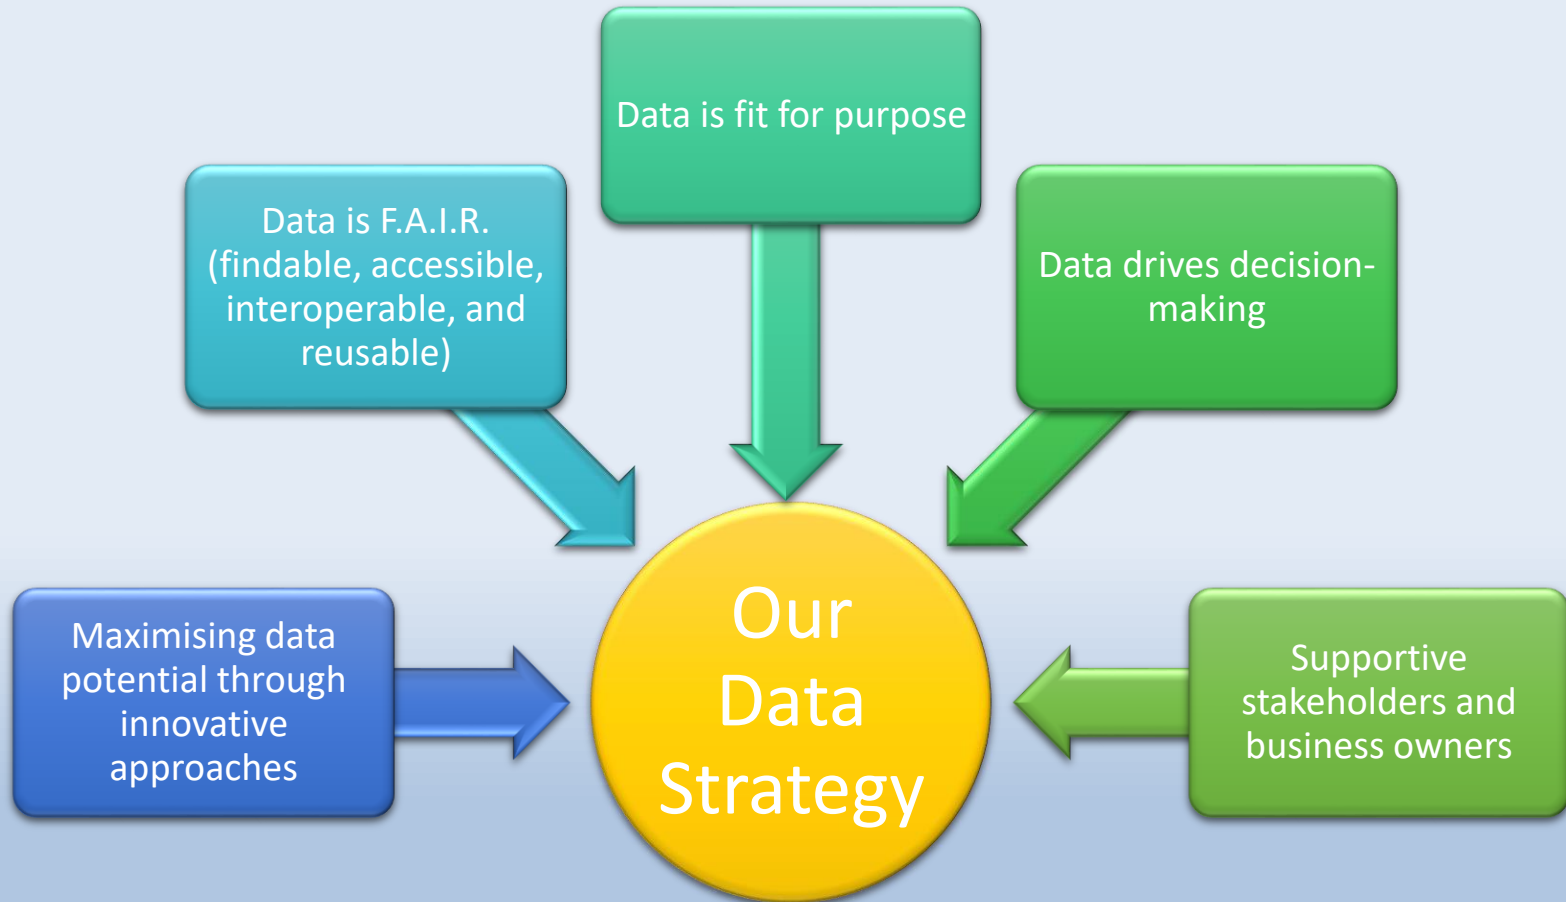 Data is fit for purpose
Data is F.A.I.R.
(findable, accessible,
interoperable, and
reusable)
Data drives decision-
making
Maximising data
potential through
innovative
approaches
Our
Data
Strategy
Supportive
stakeholders and
business owners